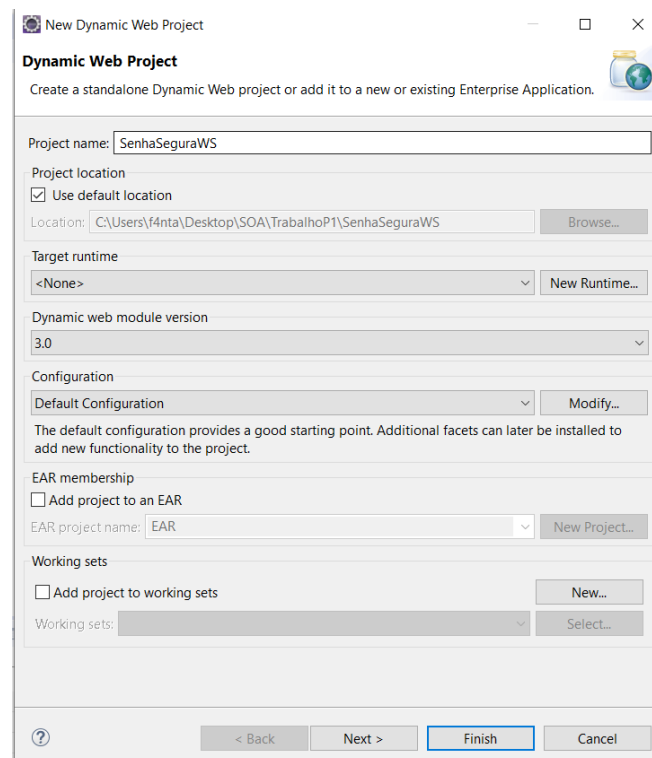 New Dynamic Web Project
Dynamic Web Project
Create a standalone Dynamic Web project or add it to a new or existing Enterprise Application.
Project name: SenhaSeguraWS
Project location
Use default location
Location: C:\Users\f4nta\Desktop\SOA\TrabalhoP1\SenhaSeguraWS Browse...
Target runtime
<None> New Runtime...
Dynamic web module version
3.0
Configuration
Default Configuration Modify...
The default configuration provides a good starting point. Additional facets can later be installed to
add new functionality to the project.
EAR membership
Add project to an EAR
EAR project name: EAR New Project...
Working sets
Add project to working sets New...
Working sets: Select...
? < Back Next > Finish Cancel